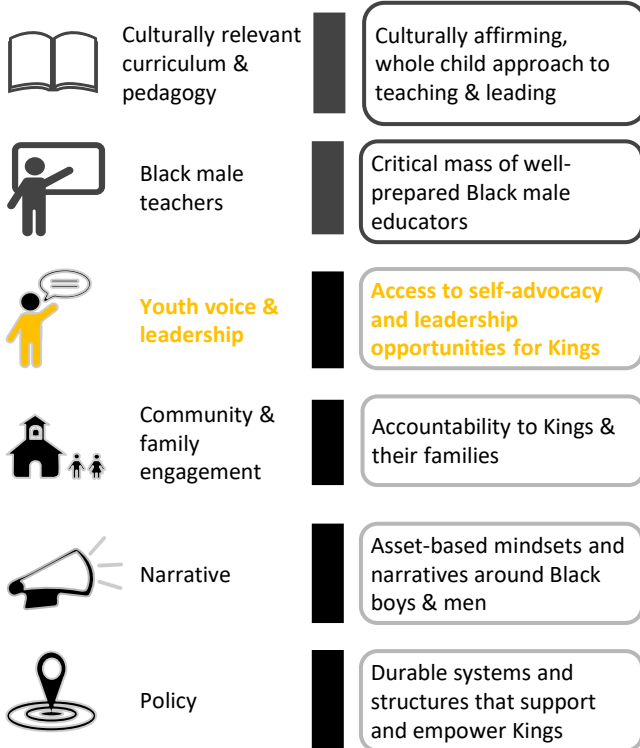 Culturally relevant
curriculum &
pedagogy
Culturally affirming,
whole child approach to
teaching & leading
Black male
teachers
Critical mass of well-
prepared Black male
educators
Youth voice &
leadership
Access to self-advocacy
and leadership
opportunities for Kings
Community &
family
engagement
Accountability to Kings &
their families
Narrative
Asset-based mindsets and
narratives around Black
boys & men
Policy
Durable systems and
structures that support
and empower Kings